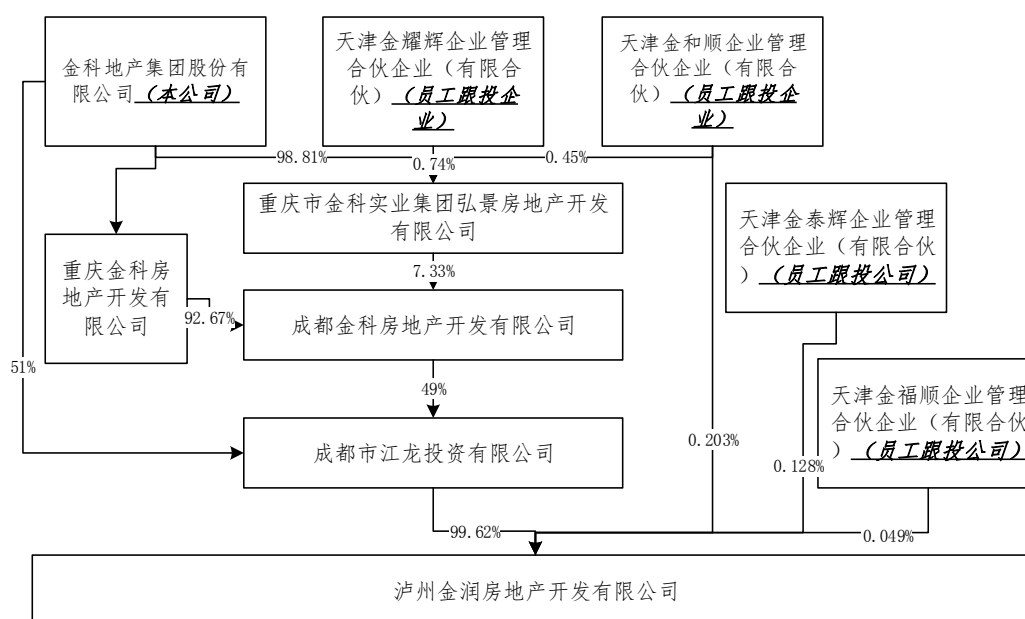 金科地产集团股份有
限公司（本公司）
天津金耀辉企业管理
合伙企业（有限合
伙）（员工跟投企
业）
天津金和顺企业管理
合伙企业（有限合
伙）（员工跟投企
业）
98.81%
0.74%
0.45%
重庆市金科实业集团弘景房地产开发
有限公司
天津金泰辉企业管理
合伙企业（有限合伙
）（员工跟投公司）
重庆金科房
地产开发有
限公司
7.33%
92.67%
成都金科房地产开发有限公司
51%
49%
天津金福顺企业管理
合伙企业（有限合伙
）（员工跟投公司）
成都市江龙投资有限公司
0.203%
0.128%
99.62%
0.049%
泸州金润房地产开发有限公司